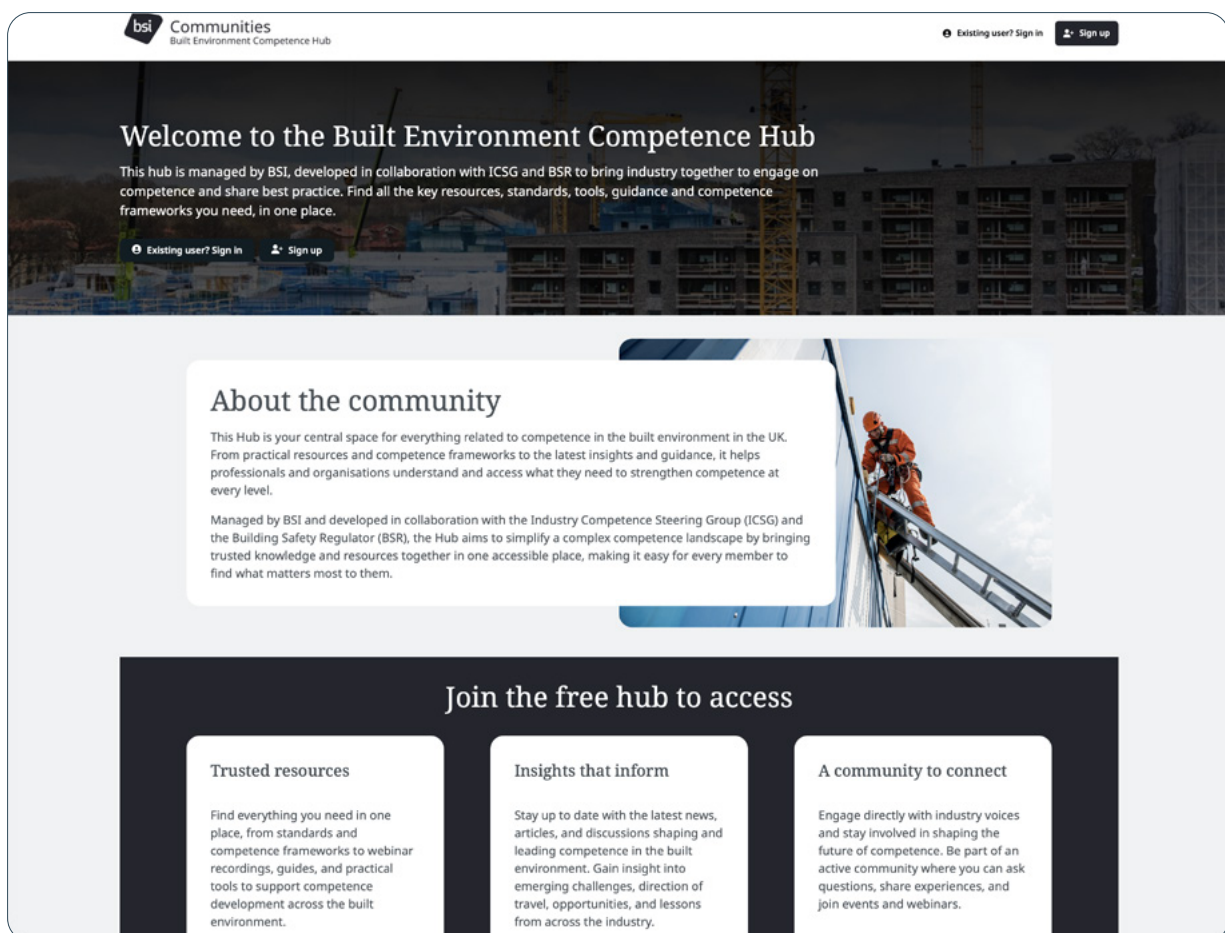 bsi
Communities
Built Environment Competence Hub
Existing user? Sign in
Sign up
Welcome to the Built Environment Competence Hub
This hub is managed by BSI, developed in collaboration with ICSG and BSR to bring industry together to engage on
competence and share best practice. Find all the key resources, standards, tools, guidance and competence
frameworks you need, in one place.
Existing user? Sign in
Sign up
About the community
This Hub is your central space for everything related to competence in the built environment in the UK.
From practical resources and competence frameworks to the latest insights and guidance, it helps
professionals and organisations understand and access what they need to strengthen competence at
every level.
Managed by BSI and developed in collaboration with the Industry Competence Steering Group (ICSG) and
the Building Safety Regulator (BSR), the Hub aims to simplify a complex competence landscape by bringing
trusted knowledge and resources together in one accessible place, making it easy for every member to
find what matters most to them.
Join the free hub to access
Trusted resources
Find everything you need in one
place, from standards and
competence frameworks to webinar
recordings, guides, and practical
tools to support competence
development across the built
environment.
Insights that inform
Stay up to date with the latest news,
articles, and discussions shaping and
leading competence in the built
environment. Gain insight into
emerging challenges, direction of
travel, opportunities, and lessons
from across the industry.
A community to connect
Engage directly with industry voices
and stay involved in shaping the
future of competence. Be part of an
active community where you can ask
questions, share experiences, and
join events and webinars.